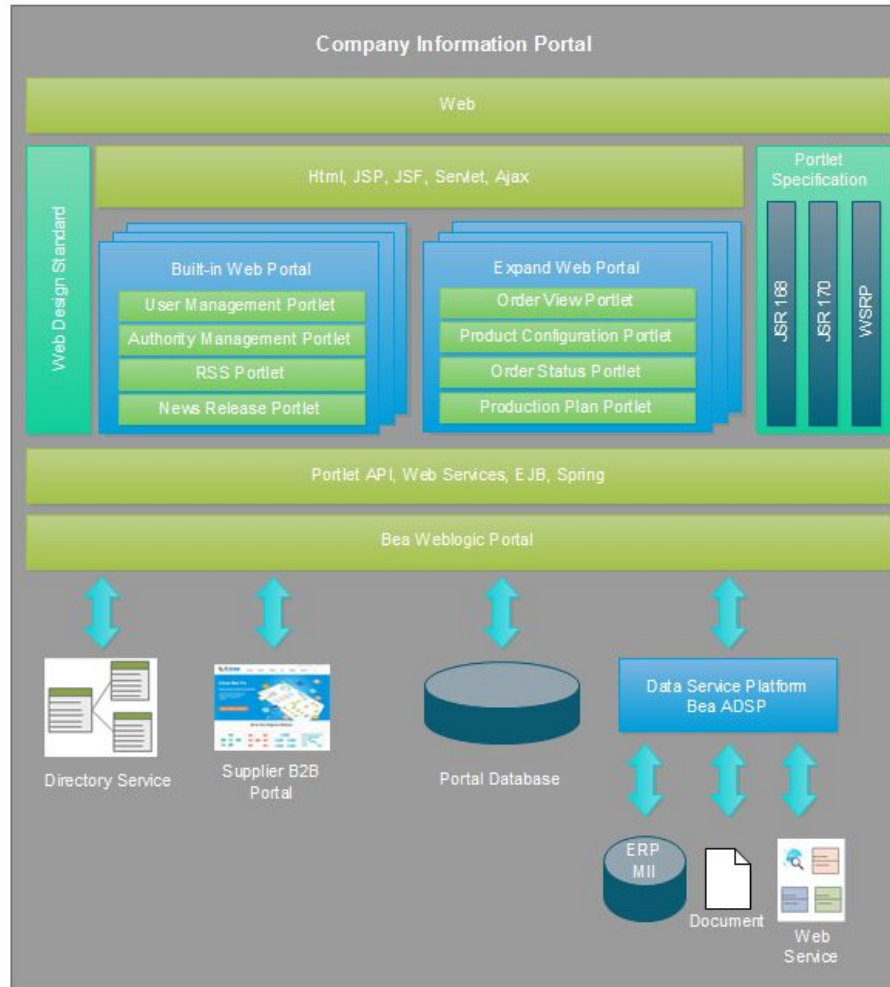 Company Information Portal
Web
Web Design Standard
Html, JSP, JSF, Servlet, Ajax
Portlet
Specification
Built-in Web Portal
User Management Portlet
Authority Management Portlet
RSS Portlet
News Release Portlet
Expand Web Portal
Order View Portlet
Product Configuration Portlet
Order Status Portlet
Production Plan Portlet
JSR 168
JSR 170
WSRP
Portlet API, Web Services, EJB, Spring
Bea Weblogic Portal
Directory Service
Supplier B2B
Portal
Portal Database
Data Service Platform
Bea ADSP
ERP
MII
Document
Web
Service